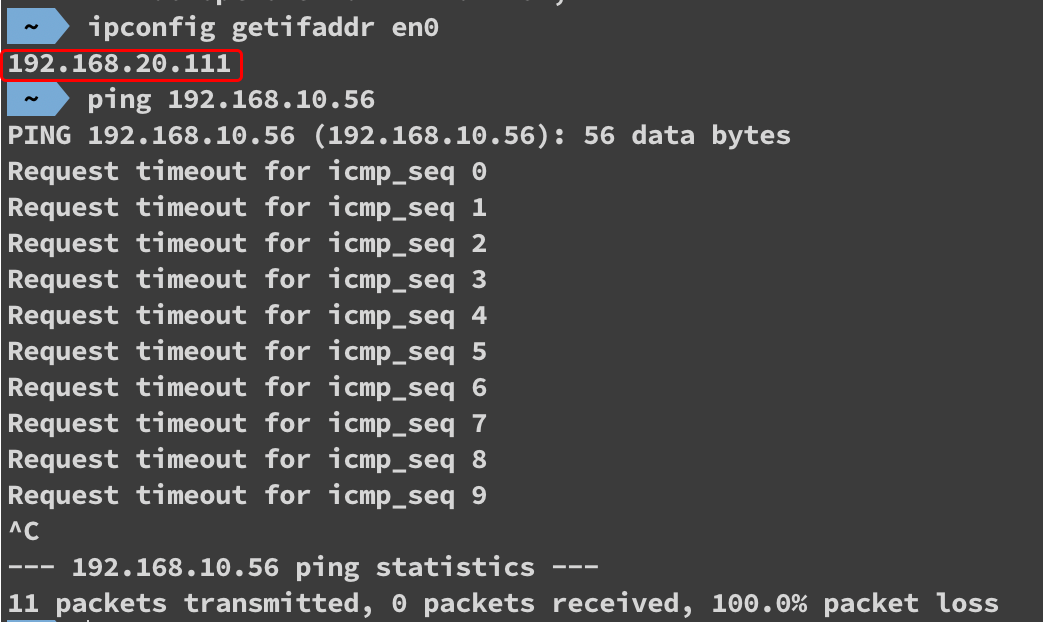 ~ ipconfig getifaddr en0
192.168.20.111
~ ping 192.168.10.56
PING 192.168.10.56 (192.168.10.56): 56 data bytes
Request timeout for icmp_seq 0
Request timeout for icmp_seq 1
Request timeout for icmp_seq 2
Request timeout for icmp_seq 3
Request timeout for icmp_seq 4
Request timeout for icmp_seq 5
Request timeout for icmp_seq 6
Request timeout for icmp_seq 7
Request timeout for icmp_seq 8
Request timeout for icmp_seq 9
^C
--- 192.168.10.56 ping statistics ---
11 packets transmitted, 0 packets received, 100.0% packet loss